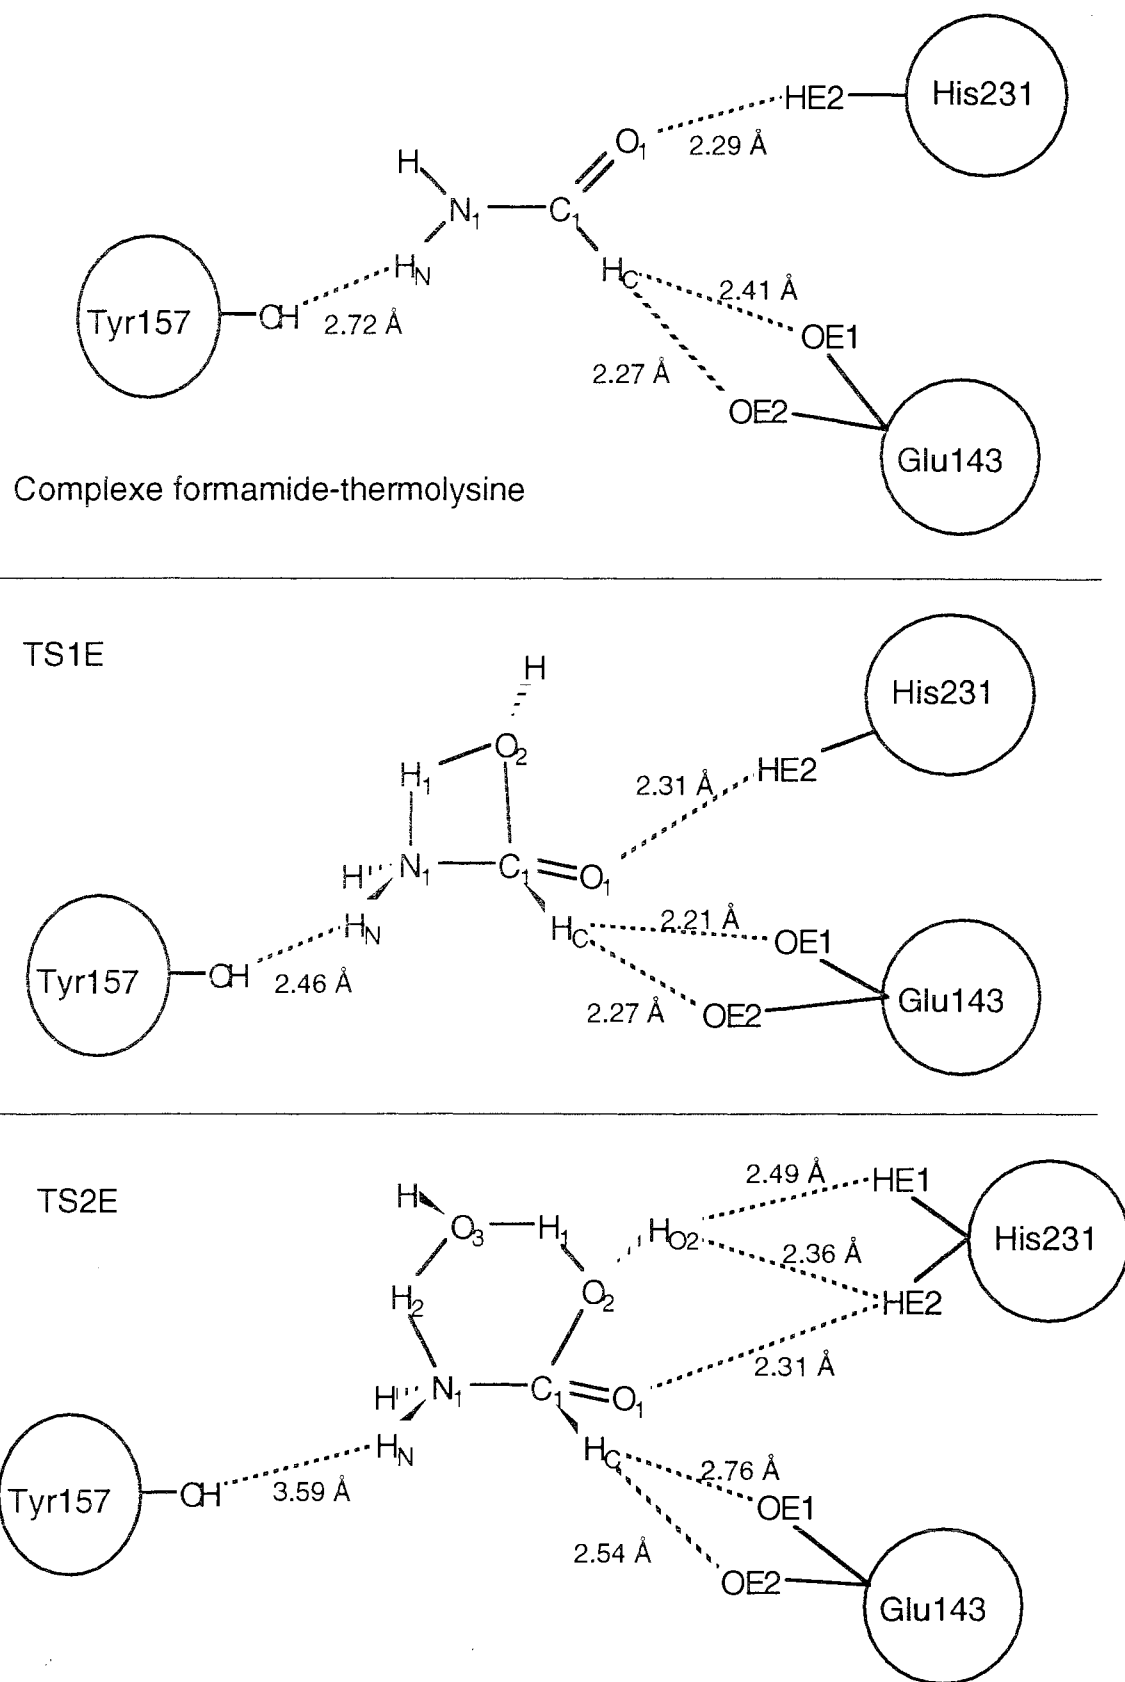 HE2
His231
O1
2.29 Å
H
N1
C1
HN
HC
2.41 Å
Tyr157
OH
2.72 Å
OE1
2.27 Å
OE2
Glu143
Complexe formamide-thermolysine
TS1E
H
His231
O2
H1
HE2
2.31 Å
H
N1
C1
O1
HN
HC
2.21 Å
OE1
Tyr157
OH
2.46 Å
2.27 Å
OE2
Glu143
TS2E
H
O3
H1
HO2
2.49 Å
HE1
2.36 Å
His231
H2
O2
HE2
2.31 Å
H
N1
C1
O1
HN
HC
2.76 Å
Tyr157
OH
3.59 Å
OE1
2.54 Å
OE2
Glu143